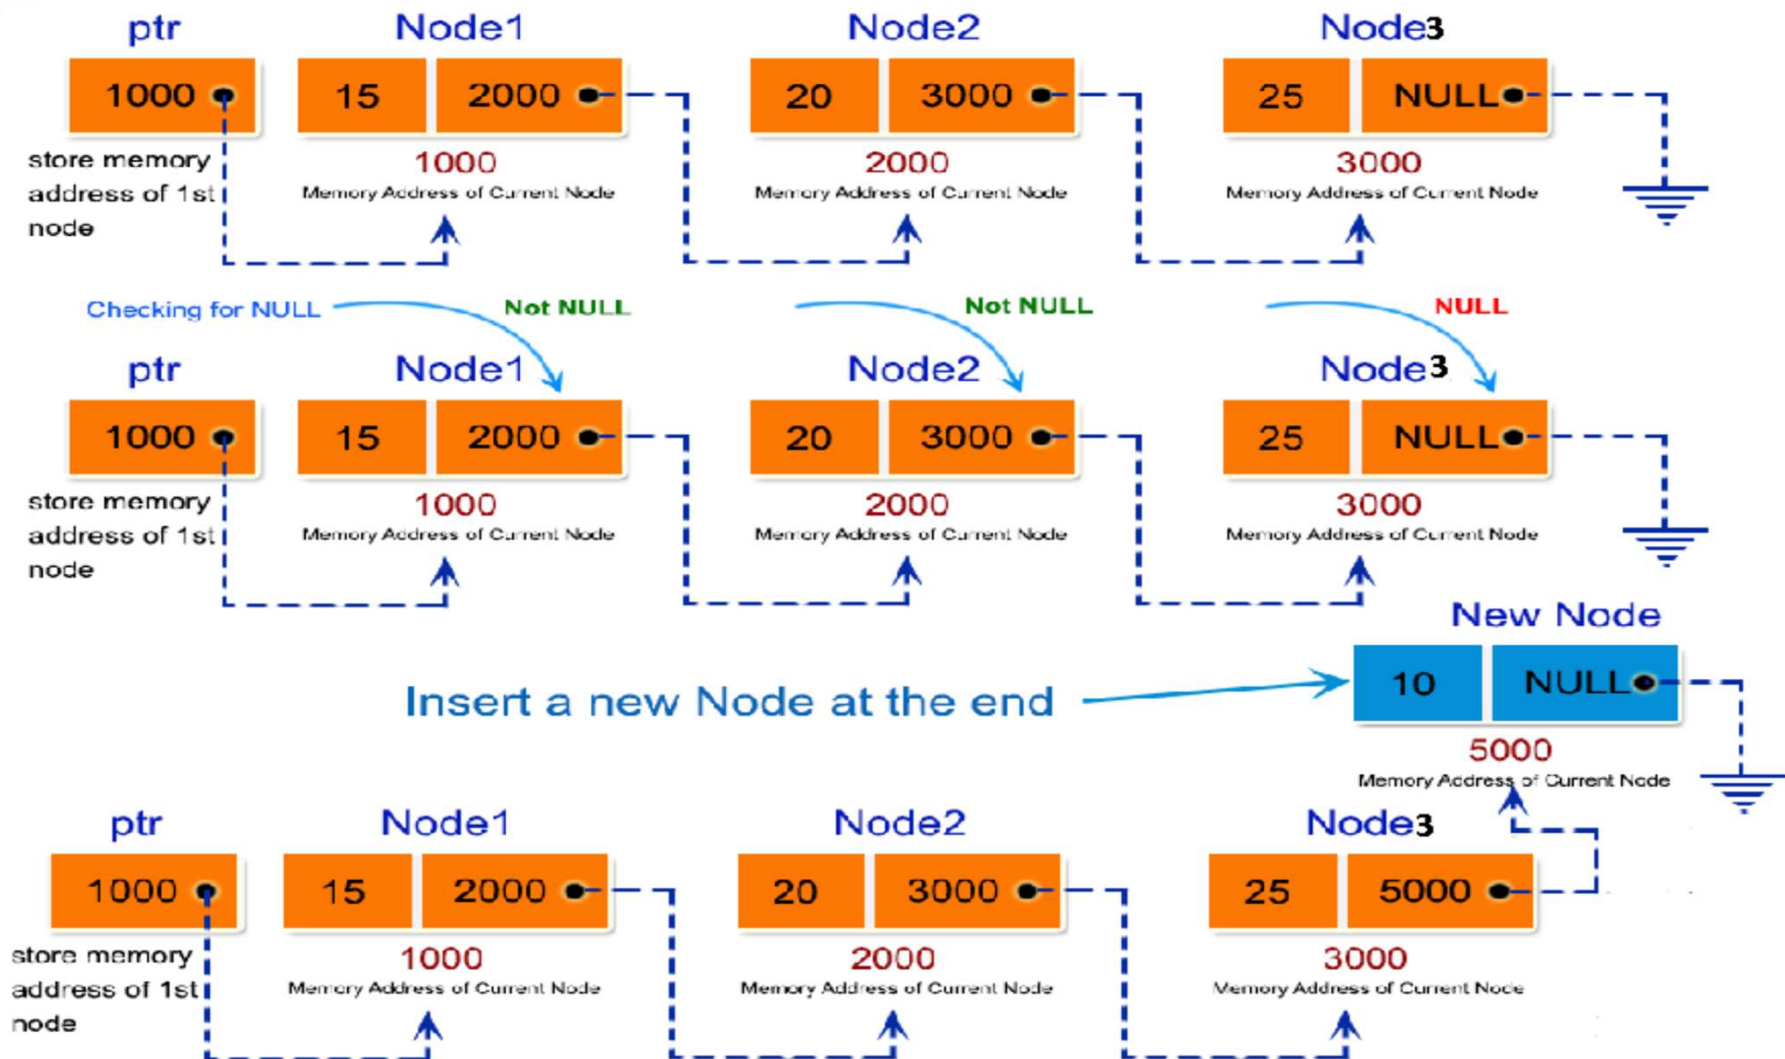 ptr Node1 Node2 Node3
1000 15 2000 20 3000 25 NULL
store memory 1000 2000 3000
address of 1st Memory Address of Current Node Memory Address of Current Node Memory Address of Current Node
node
Checking for NULL Not NULL Not NULL NULL
ptr Node1 Node2 Node3
1000 15 2000 20 3000 25 NULL
store memory 1000 2000 3000
address of 1st Memory Address of Current Node Memory Address of Current Node Memory Address of Current Node
node
New Node
Insert a new Node at the end 10 NULL
5000
Memory Address of Current Node
ptr Node1 Node2 Node3
1000 15 2000 20 3000 25 5000
store memory 1000 2000 3000
address of 1st Memory Address of Current Node Memory Address of Current Node Memory Address of Current Node
node